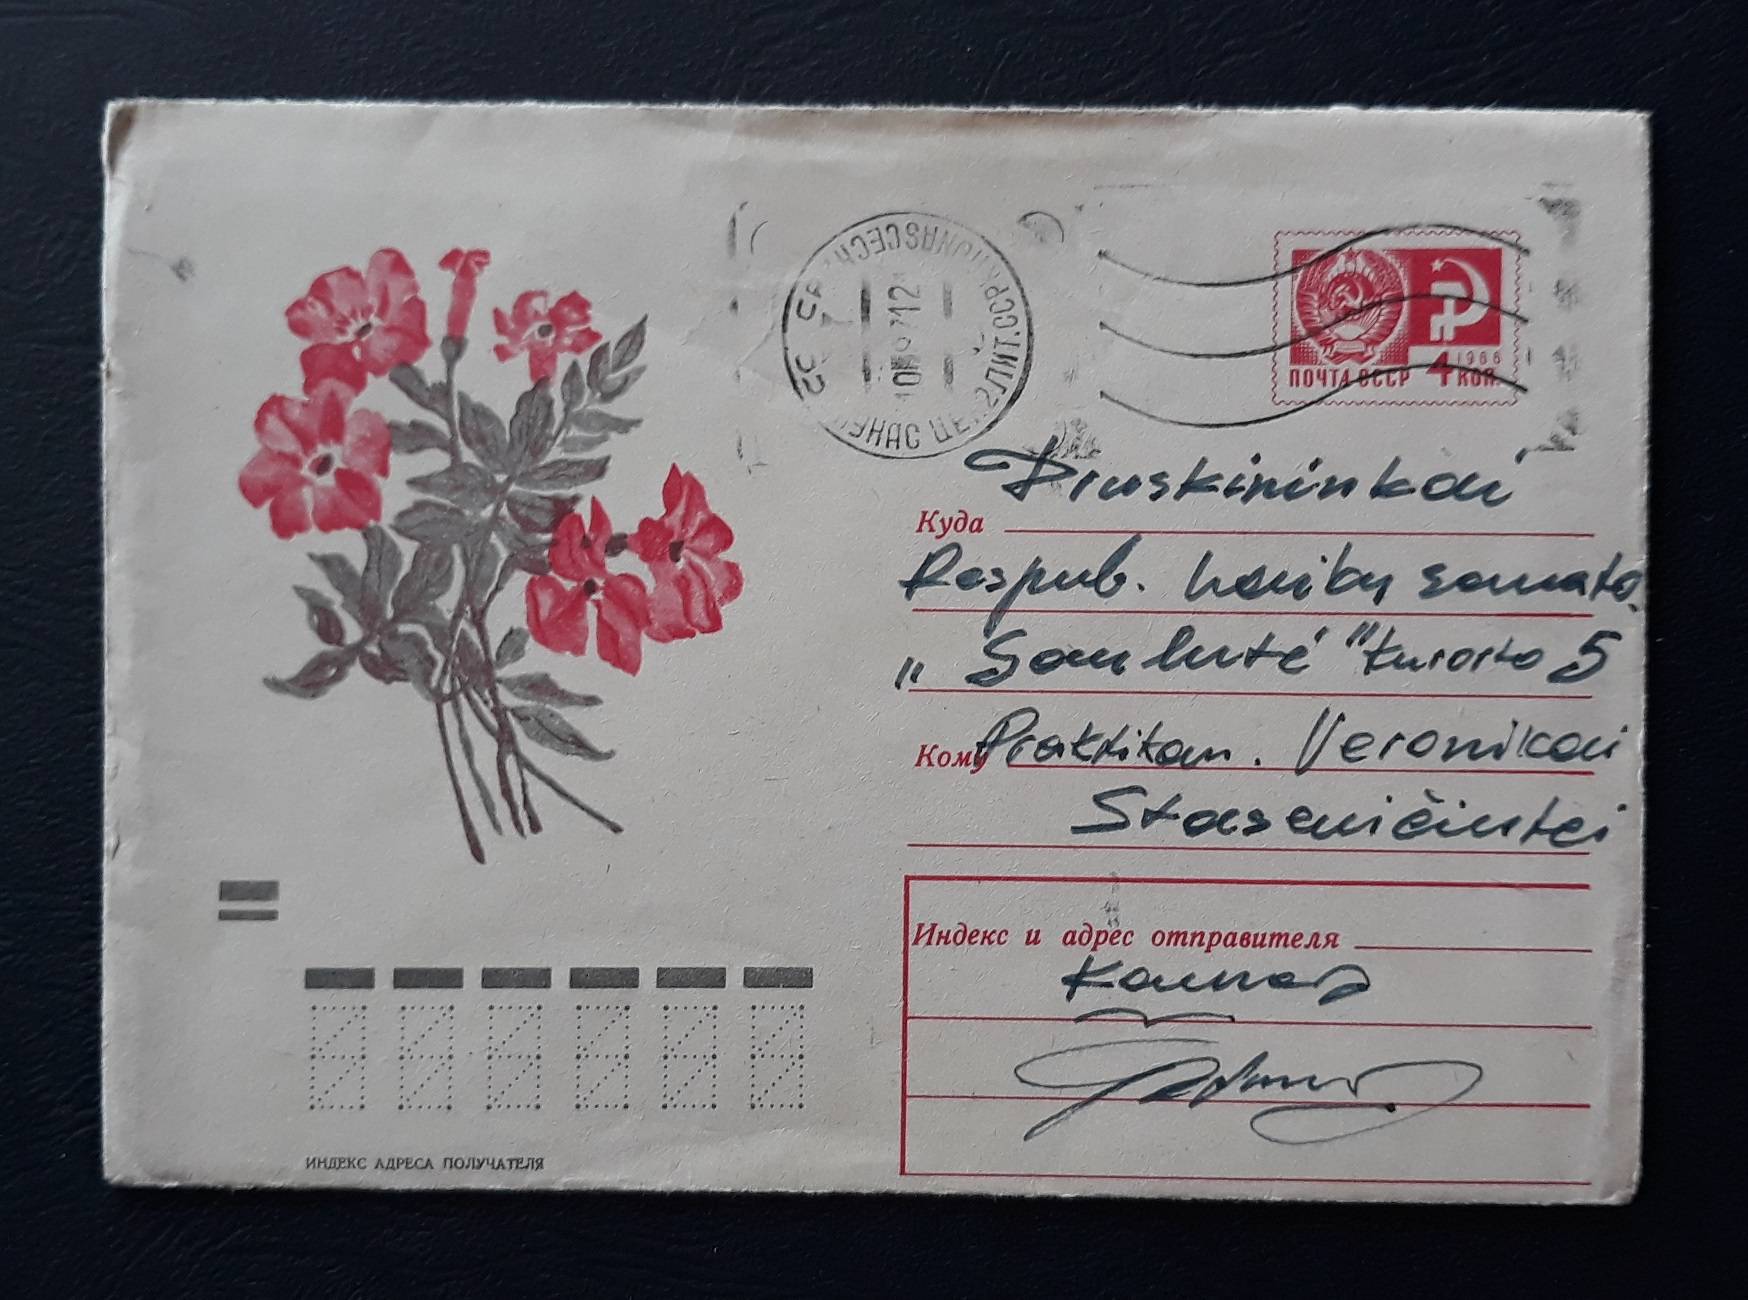 1966
ПОЧТА СССР 4 КОП.
Druskininkai
Куда
Respub. vaikų sanato.
„Saulutė" kurorto 5
Кому Praktikan. Veronikai
Stasevičiutei
Индекс и адрес отправителя
Kaunas
ИНДЕКС АДРЕСА ПОЛУЧАТЕЛЯ